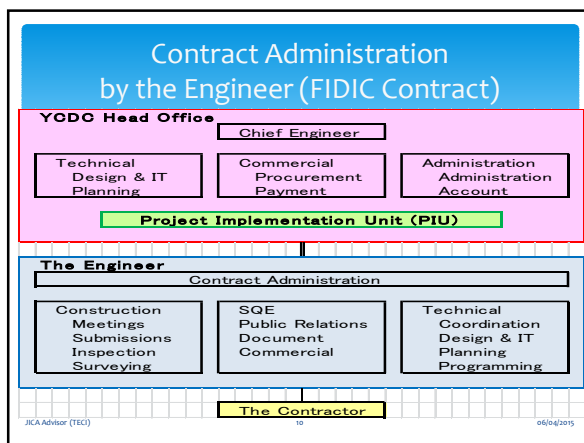 Contract Administration
by the Engineer (FIDIC Contract)
YCDC Head Office
Chief Engineer
Technical
Design & IT
Planning
Commercial
Procurement
Payment
Administration
Administration
Account
Project Implementation Unit (PIU)
The Engineer
Contract Administration
Construction
Meetings
Submissions
Inspection
Surveying
SQE
Public Relations
Document
Commercial
Technical
Coordination
Design & IT
Planning
Programming
The Contractor
JICA Advisor (TECI)
10
06/04/2015